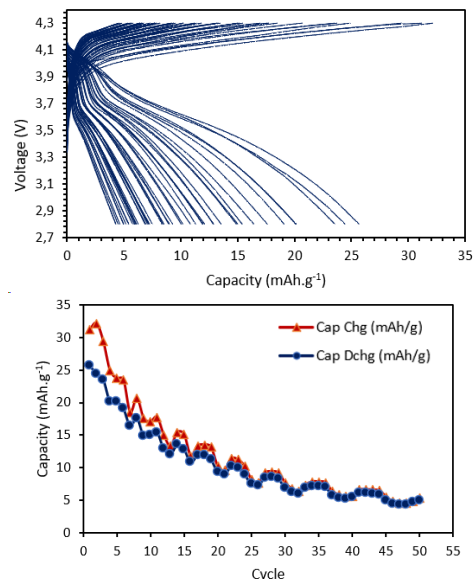 4,3
4,1
3,9
3,7
3,5
3,3
3,1
2,9
2,7
Voltage (V)
0 5 10 15 20 25 30 35
Capacity (mAh.g⁻¹)
35
30
25
20
15
10
5
0
Capacity (mAh.g⁻¹)
Cap Chg (mAh/g)
Cap Dchg (mAh/g)
0 5 10 15 20 25 30 35 40 45 50 55
Cycle